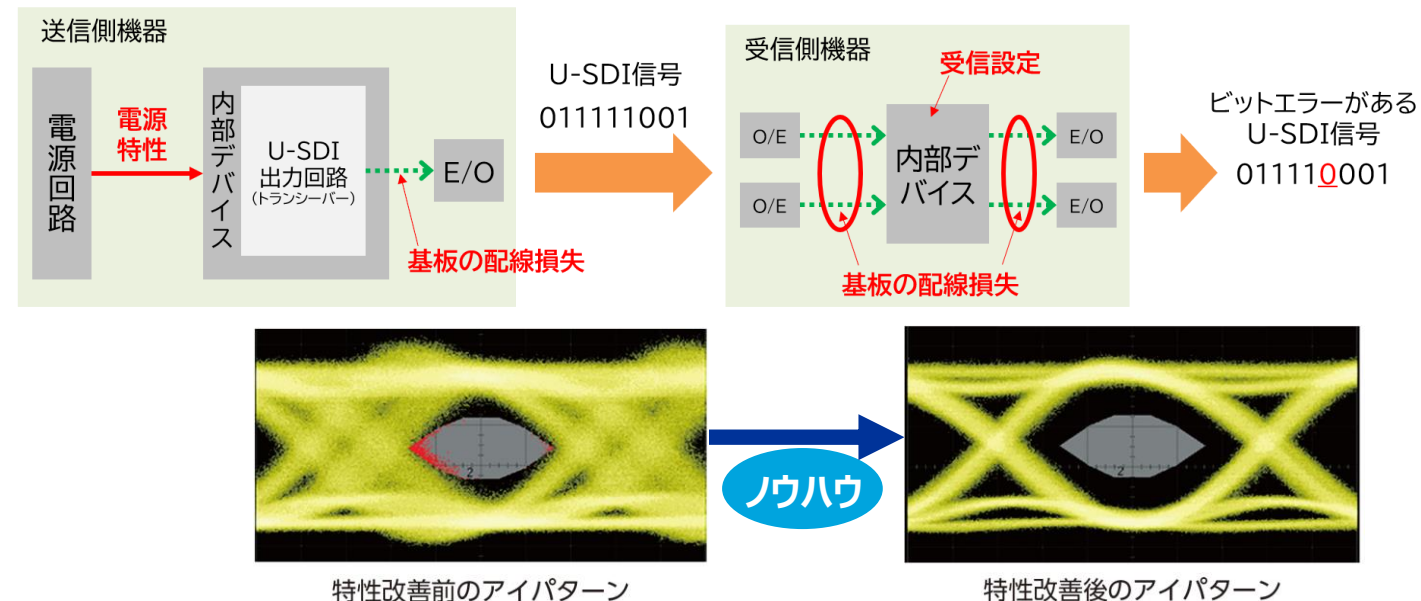 送信側機器
電源回路
電源
特性
内部デバイス
U-SDI
出力回路
(トランシーバー)
E/O
基板の配線損失
U-SDI信号
011111001
受信側機器
受信設定
O/E
O/E
内部デ
バイス
E/O
E/O
基板の配線損失
ビットエラーがある
U-SDI信号
011110001
2
ノウハウ
2
特性改善前のアイパターン
特性改善後のアイパターン